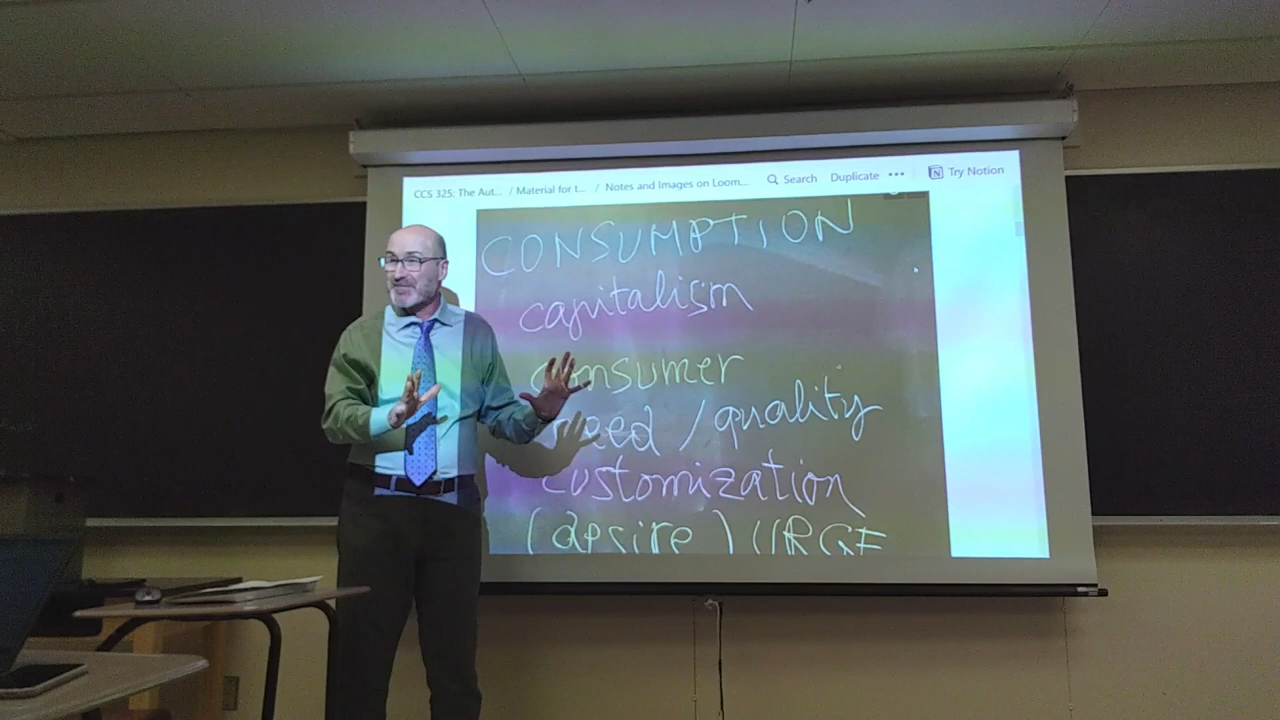 CCS 325: The Aut... / Material for t... / Notes and Images on Loom... Search Duplicate ••• Try Notion
CONSUMPTION
capitalism
consumer
need / quality
customization
(desire) URGE